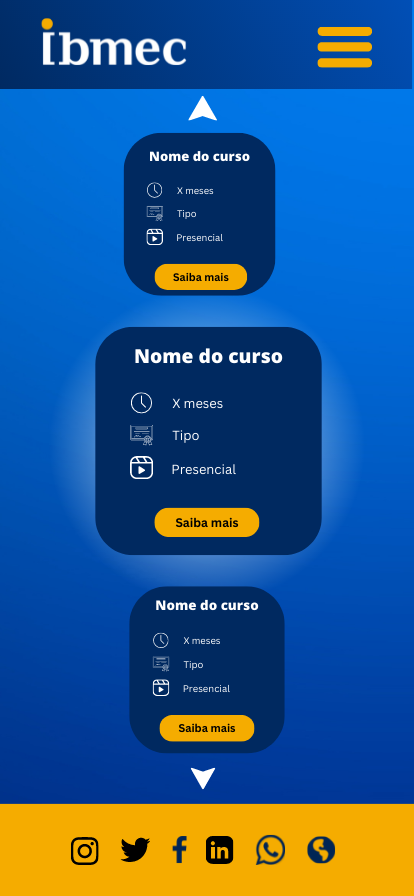 ibmec
Nome do curso
X meses
Tipo
Presencial
Saiba mais
Nome do curso
X meses
Tipo
Presencial
Saiba mais
Nome do curso
X meses
Tipo
Presencial
Saiba mais